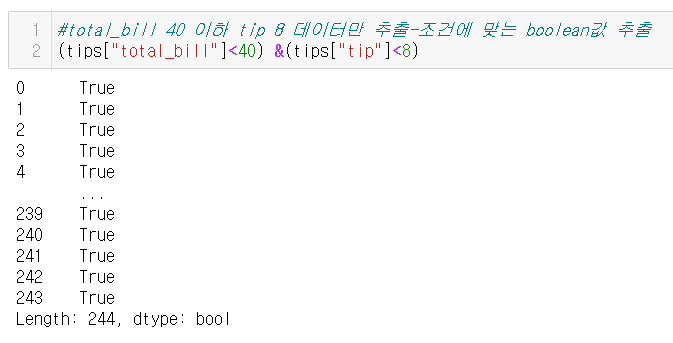 1 #total_bill 40 이하 tip 8 데이터만 추출-조건에 맞는 boolean값 추출
2 (tips["total_bill"]<40) &(tips["tip"]<8)
0 True
1 True
2 True
3 True
4 True
...
239 True
240 True
241 True
242 True
243 True
Length: 244, dtype: bool